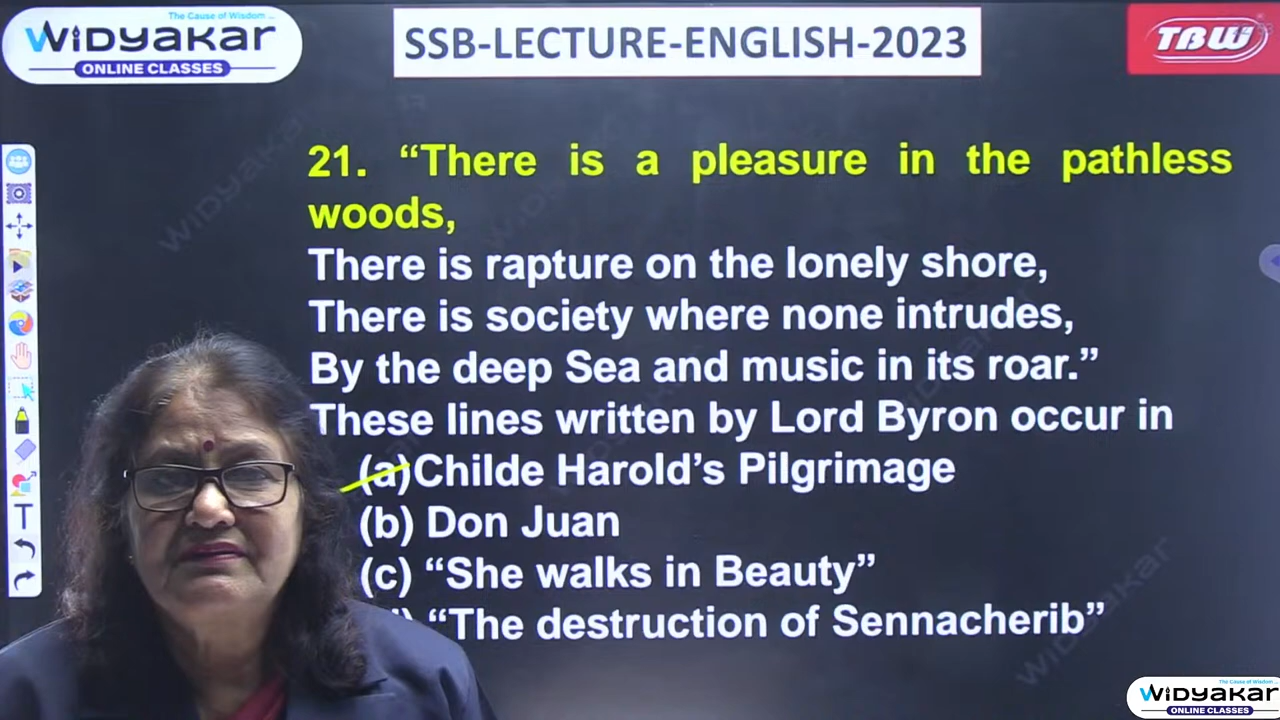 The Cause of Wisdom ...
WIDYAKAR
ONLINE CLASSES
SSB-LECTURE-ENGLISH-2023
TBW
21. “There is a pleasure in the pathless
woods,
There is rapture on the lonely shore,
There is society where none intrudes,
By the deep Sea and music in its roar.”
These lines written by Lord Byron occur in
(a)Childe Harold’s Pilgrimage
(b) Don Juan
(c) “She walks in Beauty”
“The destruction of Sennacherib”
The Cause of Wisdom ...
WIDYAKAR
ONLINE CLASSES